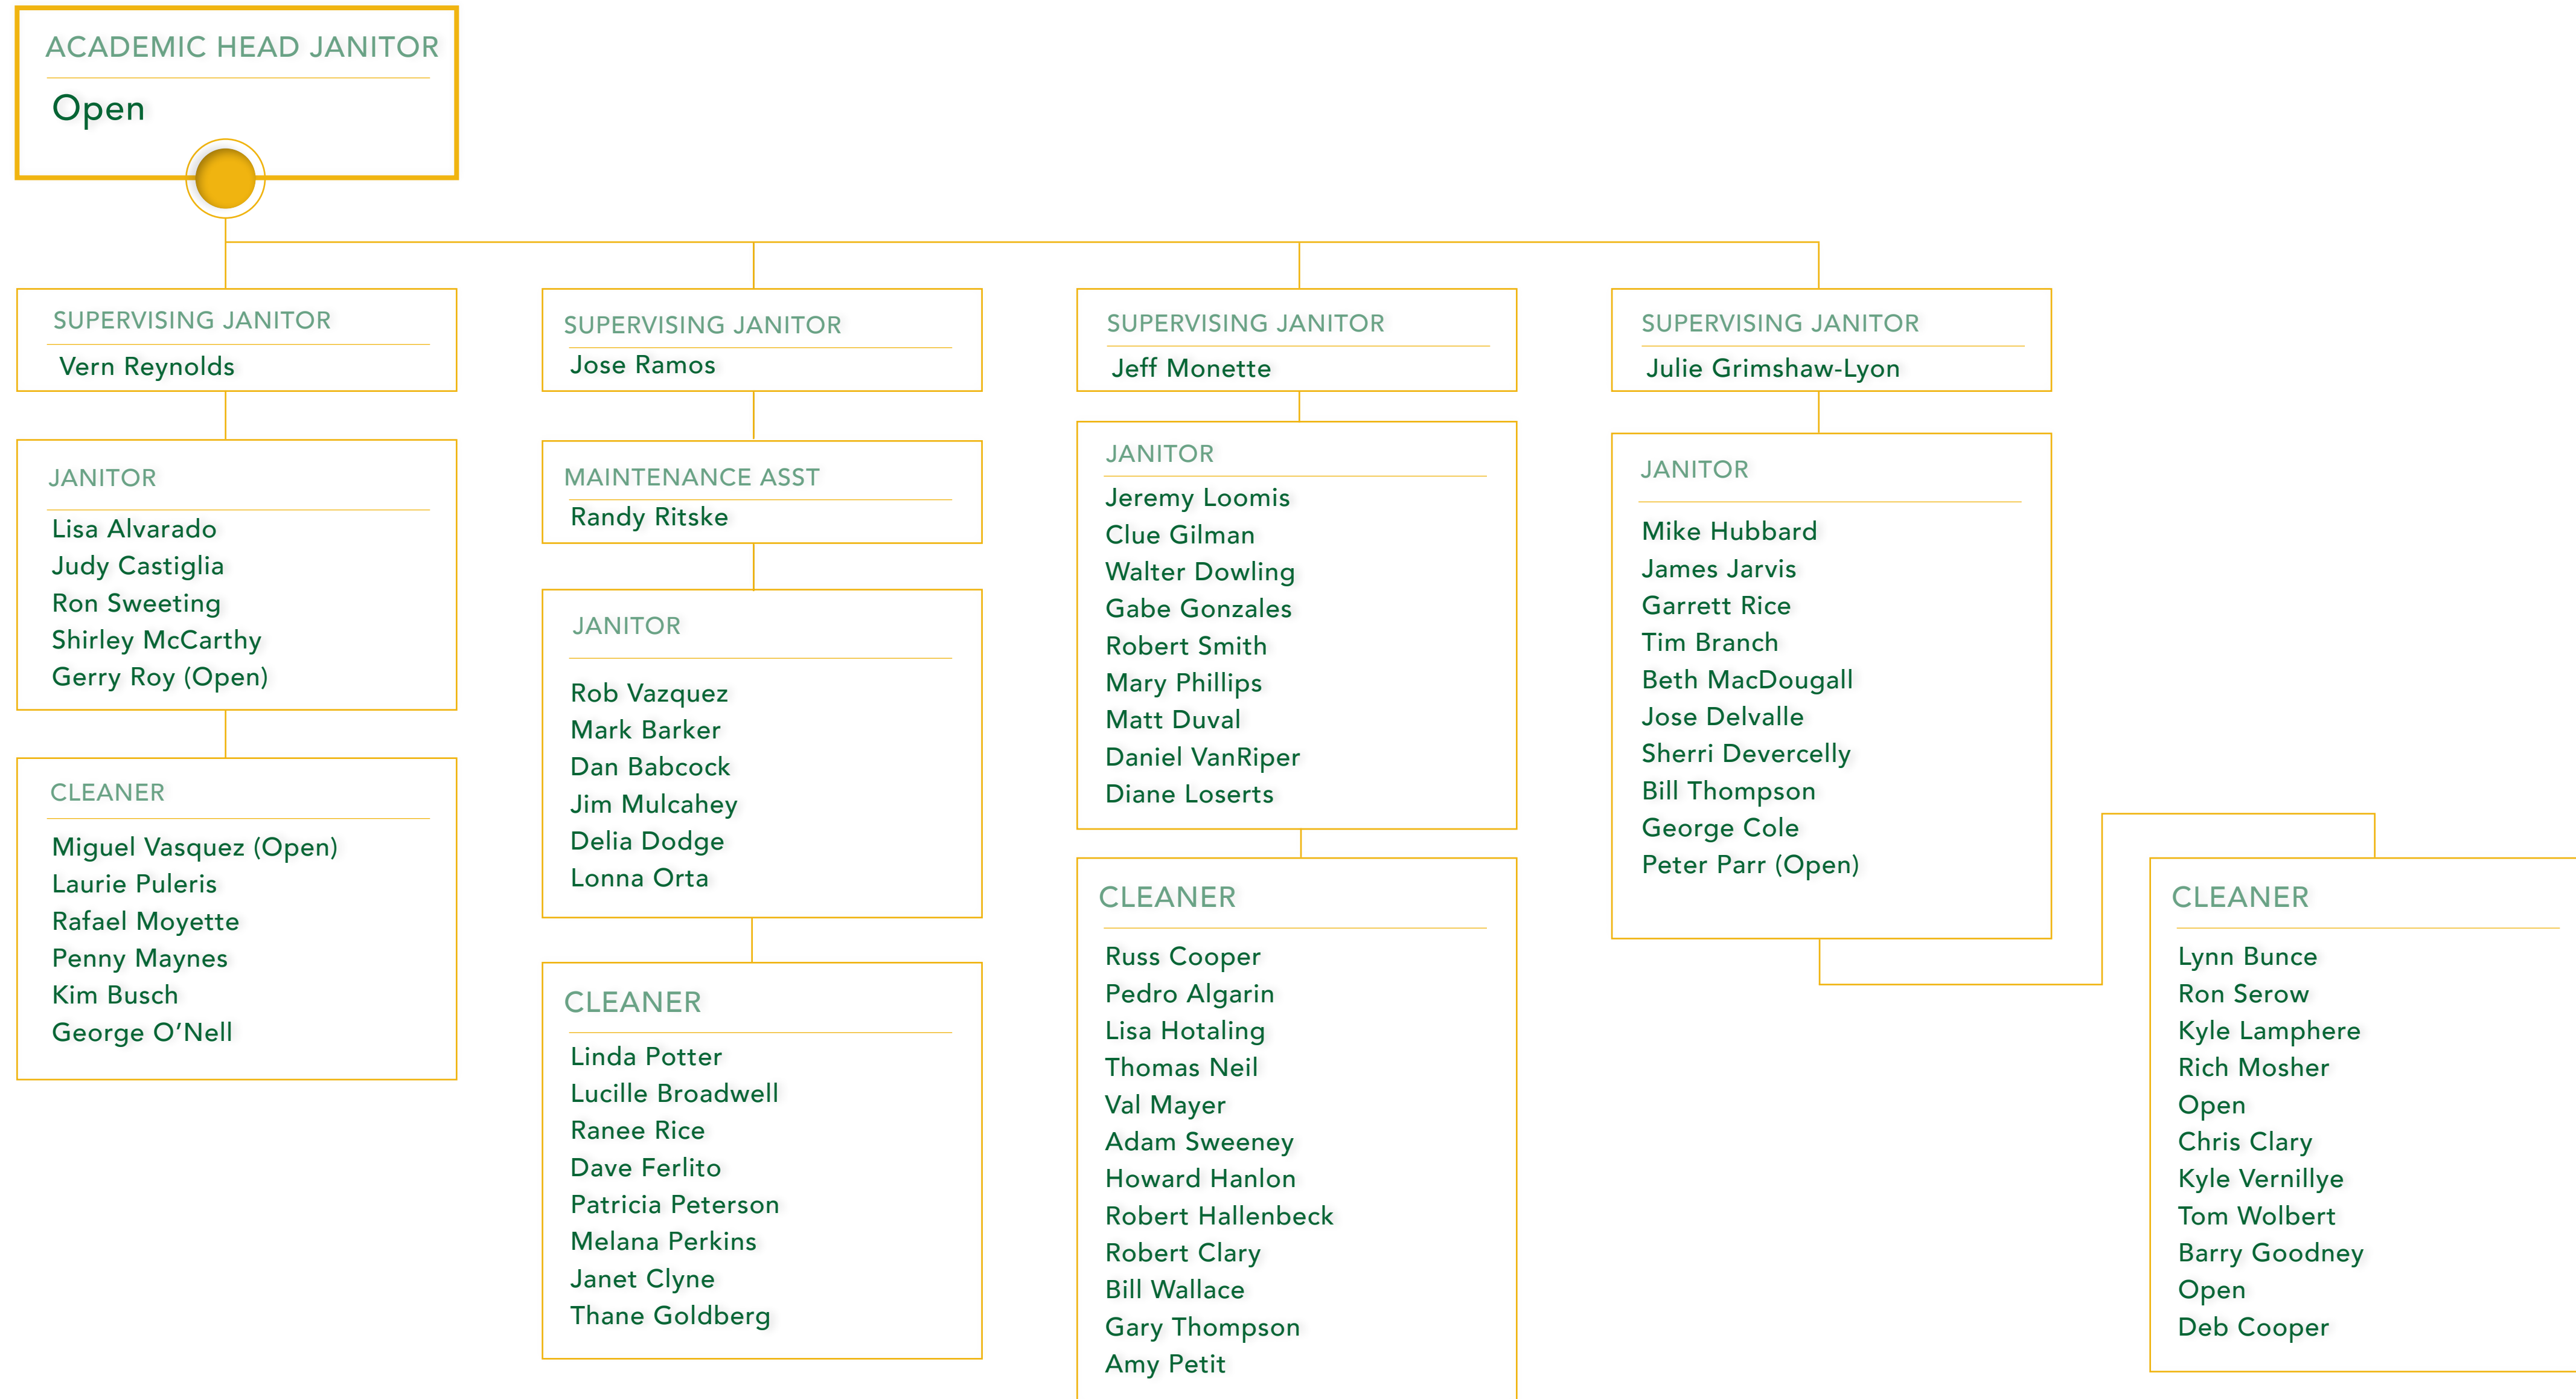 ACADEMIC HEAD JANITOR
Open
SUPERVISING JANITOR
Vern Reynolds
JANITOR
Lisa Alvarado
Judy Castiglia
Ron Sweeting
Shirley McCarthy
Gerry Roy (Open)
CLEANER
Miguel Vasquez (Open)
Laurie Puleris
Rafael Moyette
Penny Maynes
Kim Busch
George O’Nell
SUPERVISING JANITOR
Jose Ramos
MAINTENANCE ASST
Randy Ritske
JANITOR
Rob Vazquez
Mark Barker
Dan Babcock
Jim Mulcahey
Delia Dodge
Lonna Orta
CLEANER
Linda Potter
Lucille Broadwell
Ranee Rice
Dave Ferlito
Patricia Peterson
Melana Perkins
Janet Clyne
Thane Goldberg
SUPERVISING JANITOR
Jeff Monette
JANITOR
Jeremy Loomis
Clue Gilman
Walter Dowling
Gabe Gonzales
Robert Smith
Mary Phillips
Matt Duval
Daniel VanRiper
Diane Loserts
CLEANER
Russ Cooper
Pedro Algarin
Lisa Hotaling
Thomas Neil
Val Mayer
Adam Sweeney
Howard Hanlon
Robert Hallenbeck
Robert Clary
Bill Wallace
Gary Thompson
Amy Petit
SUPERVISING JANITOR
Julie Grimshaw-Lyon
JANITOR
Mike Hubbard
James Jarvis
Garrett Rice
Tim Branch
Beth MacDougall
Jose Delvalle
Sherri Devercelly
Bill Thompson
George Cole
Peter Parr (Open)
CLEANER
Lynn Bunce
Ron Serow
Kyle Lamphere
Rich Mosher
Open
Chris Clary
Kyle Vernillye
Tom Wolbert
Barry Goodney
Open
Deb Cooper